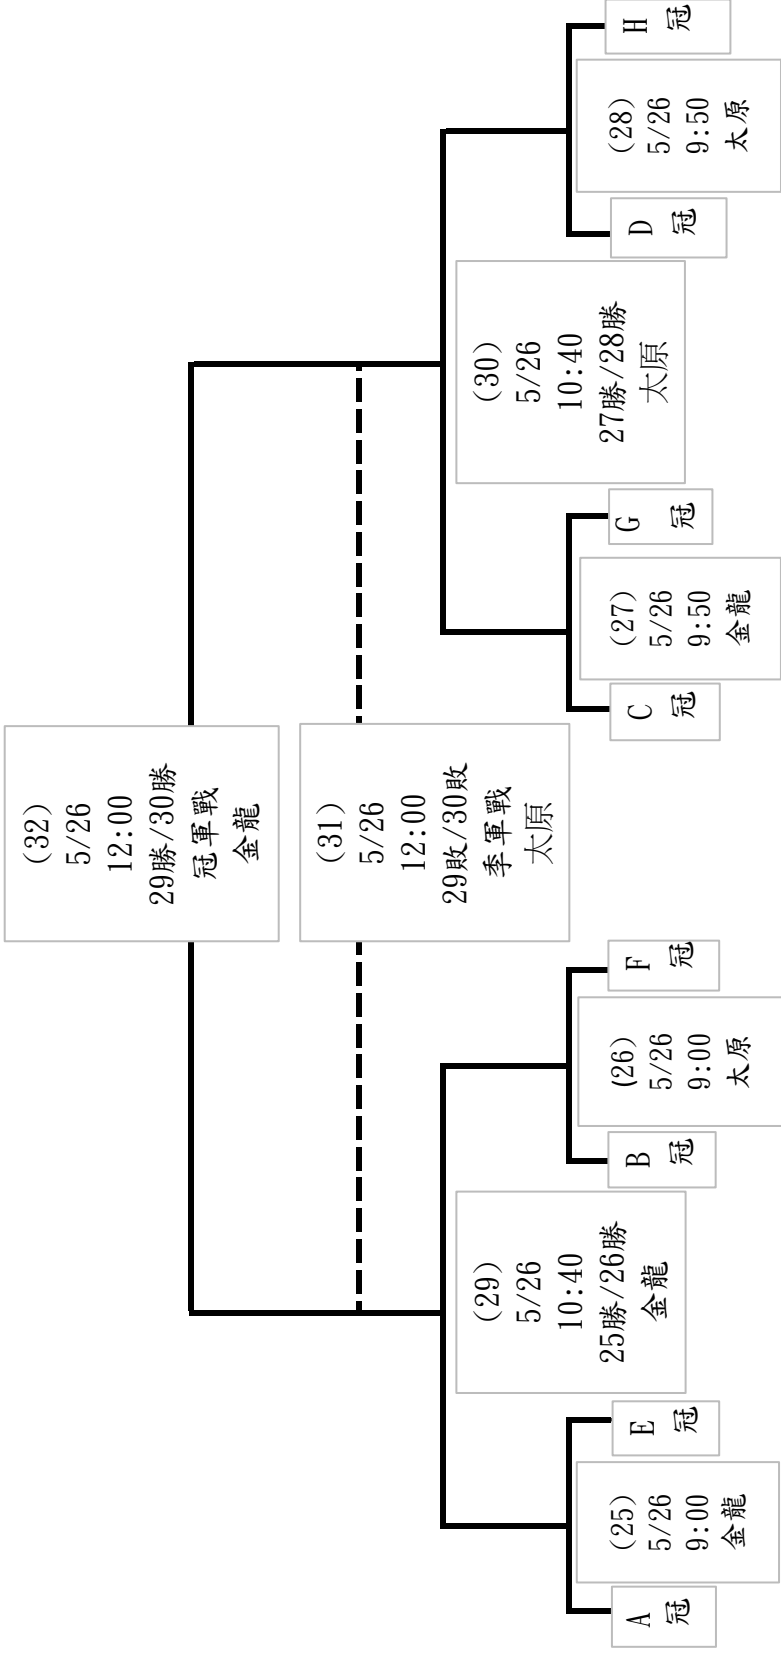 (32)
5/26
12:00
29勝/30勝
冠軍戰
金龍
(31)
5/26
12:00
29敗/30敗
季軍戰
太原
(29)
5/26
10:40
25勝/26勝
金龍
(30)
5/26
10:40
27勝/28勝
太原
A
冠
(25)
5/26
9:00
金龍
E
冠
B
冠
(26)
5/26
9:00
太原
F
冠
C
冠
(27)
5/26
9:50
金龍
G
冠
D
冠
(28)
5/26
9:50
太原
H
冠